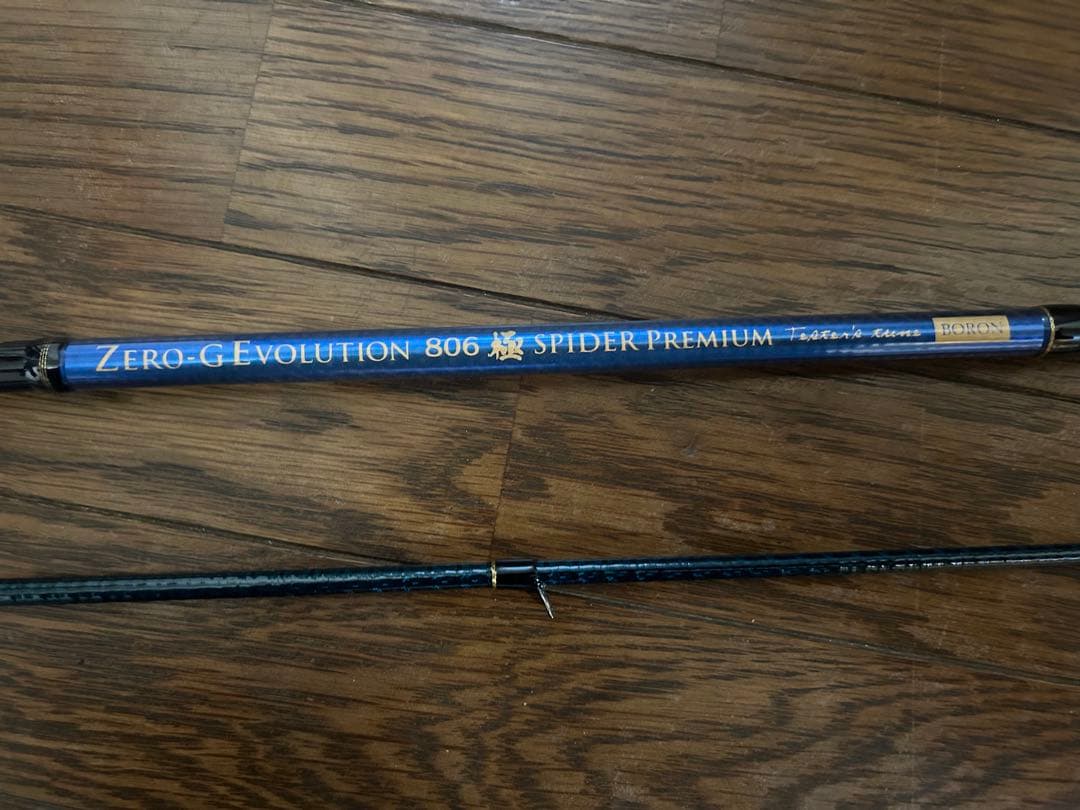 ZERO-G EVOLUTION 806 極 SPIDER PREMIUM Tester's tune BORON